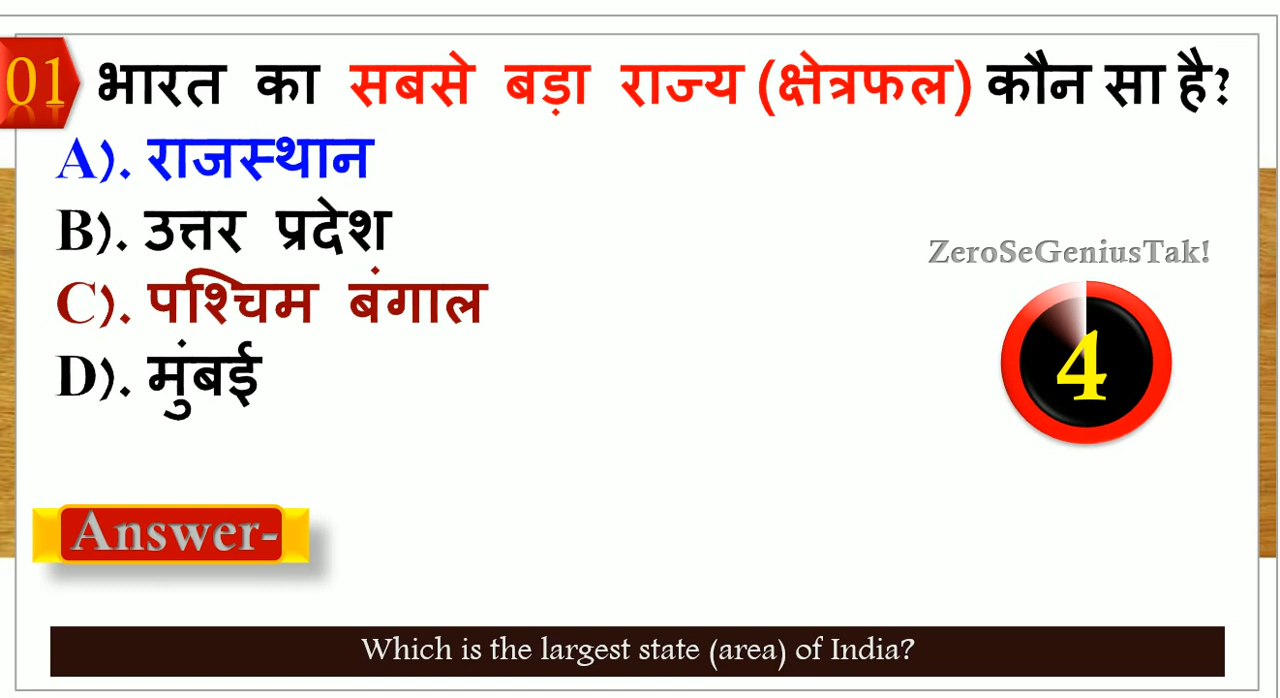 01 भारत का सबसे बड़ा राज्य (क्षेत्रफल) कौन सा है?
A). राजस्थान
B). उत्तर प्रदेश
C). पश्चिम बंगाल
D). मुंबई
ZeroSeGeniusTak!
4
Answer-
Which is the largest state (area) of India?